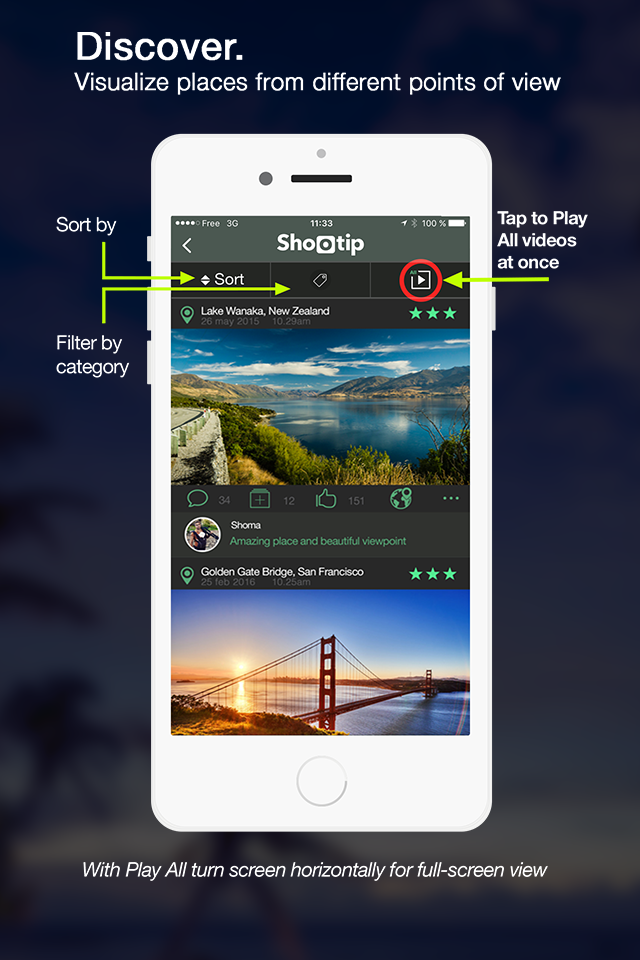 Discover.
Visualize places from different points of view
Free 3G 11:33 100 %
Shootip
Sort by
Tap to Play
All videos
at once
Sort
All
Filter by
category
Lake Wanaka, New Zealand
26 may 2015 10.29am
34 12 151
Shoma
Amazing place and beautiful viewpoint
Golden Gate Bridge, San Francisco
25 feb 2016 10.25am
With Play All turn screen horizontally for full-screen view